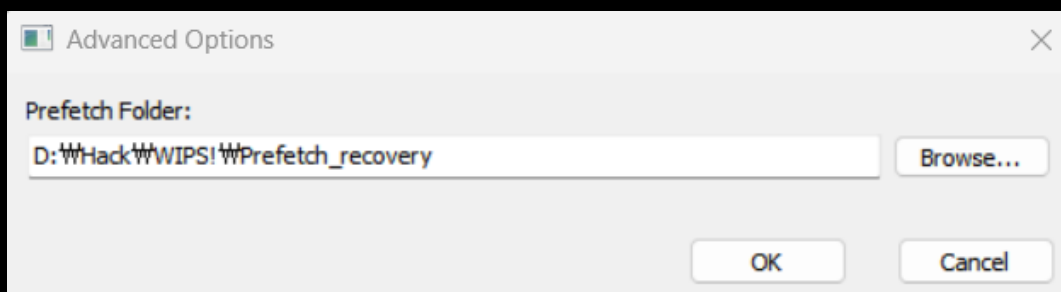 Advanced Options
Prefetch Folder:
D:₩Hack₩WIPS!₩Prefetch_recovery
Browse...
OK
Cancel